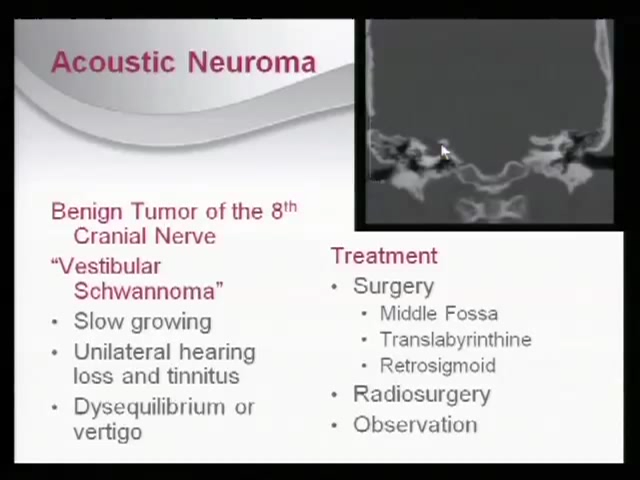 Acoustic Neuroma
Benign Tumor of the 8th
Cranial Nerve
“Vestibular
Schwannoma”
• Slow growing
• Unilateral hearing
loss and tinnitus
• Dysequilibrium or
vertigo
Treatment
• Surgery
• Middle Fossa
• Translabyrinthine
• Retrosigmoid
• Radiosurgery
• Observation